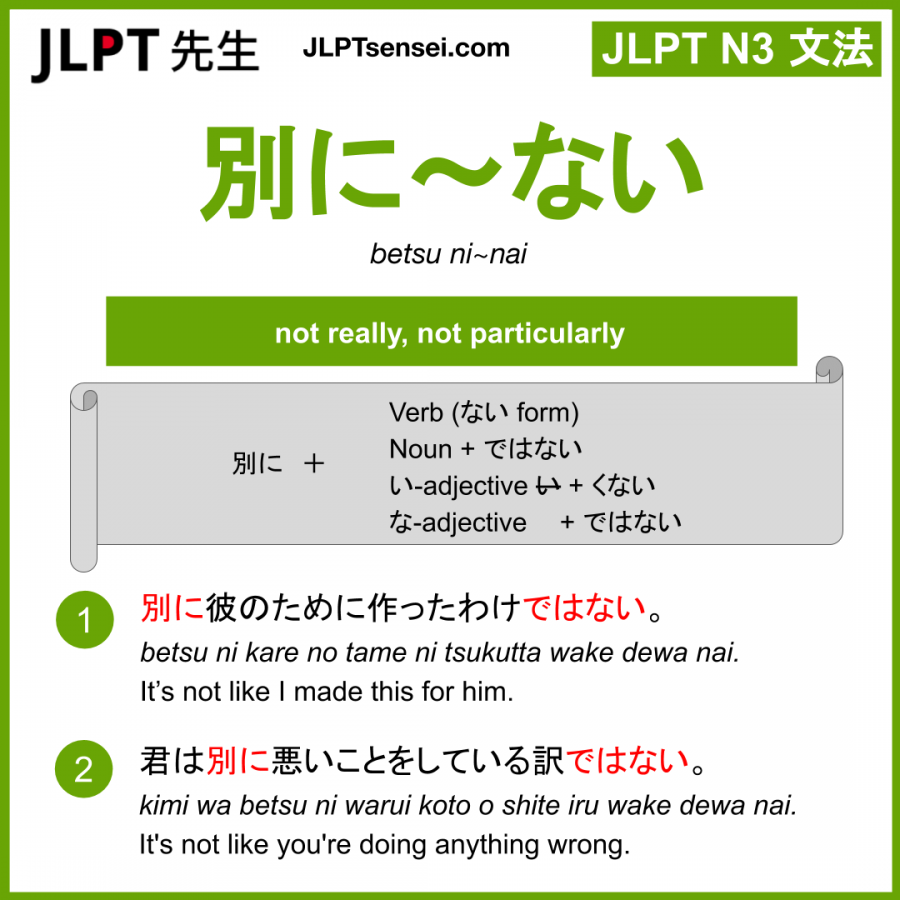 JLPT 先生 JLPTsensei.com JLPT N3 文法
別に～ない
betsu ni~nai
not really, not particularly
Verb (ない form)
Noun + ではない
別に ＋
い-adjective い + くない
な-adjective + ではない
1 別に彼のために作ったわけではない。
betsu ni kare no tame ni tsukutta wake dewa nai.
It’s not like I made this for him.
2 君は別に悪いことをしている訳ではない。
kimi wa betsu ni warui koto o shite iru wake dewa nai.
It's not like you're doing anything wrong.